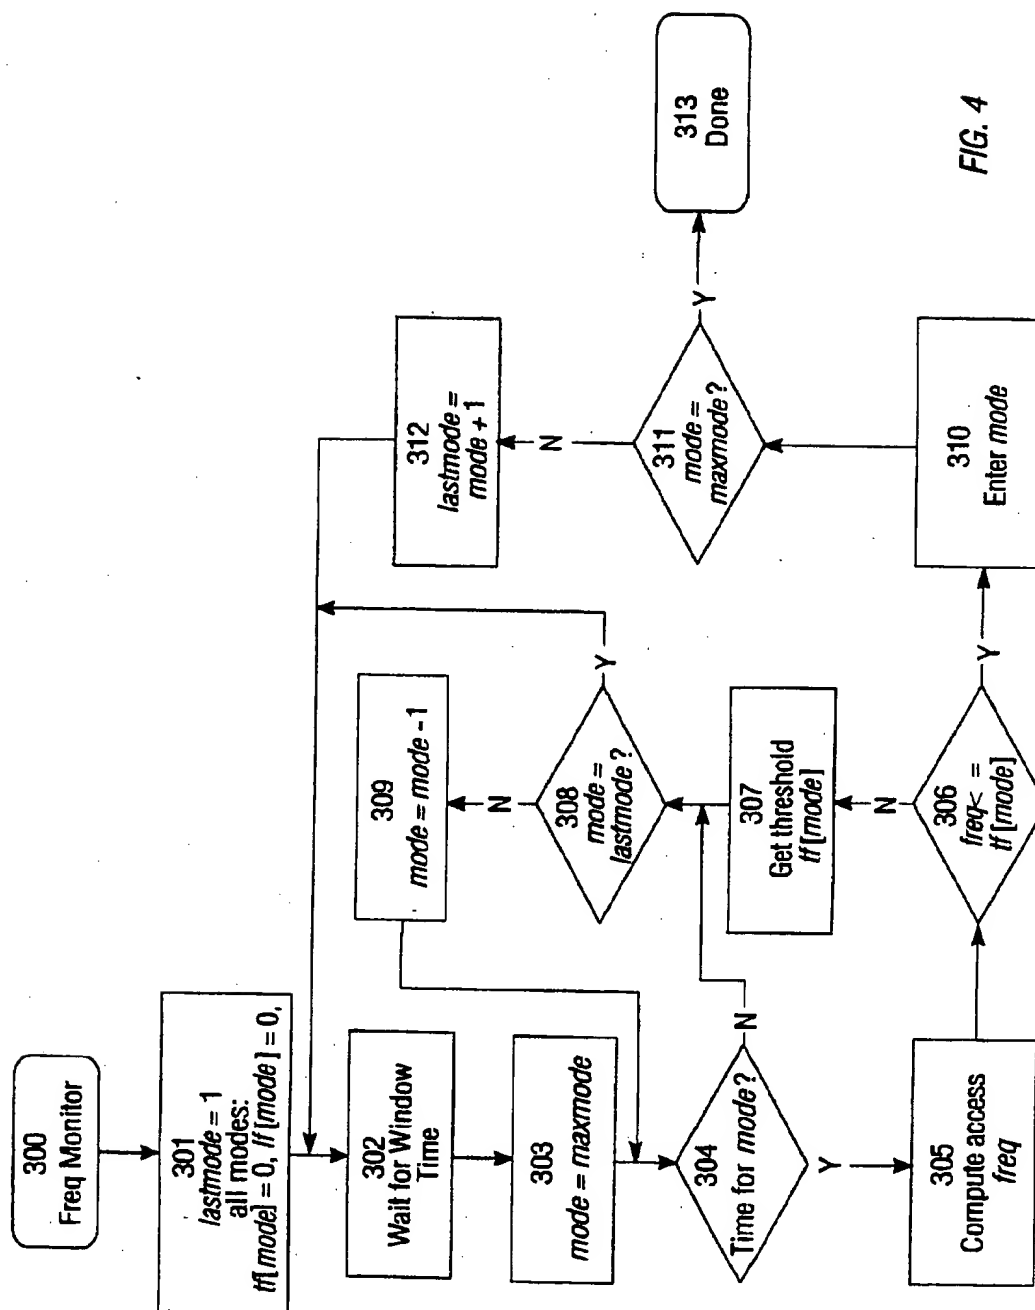 300
Freq Monitor
301
lastmode = 1
all modes:
tf[model = 0, lf [mode] = 0,
302
Wait for Window
Time
303
mode = maxmode
304
Time for mode?
N
Y
305
Compute access
freq
306
freq< =
tf [mode]
N
Y
307
Get threshold
tf [mode]
308
mode =
lastmode ?
N
Y
309
mode = mode - 1
310
Enter mode
311
mode =
maxmode?
N
Y
312
lastmode =
mode + 1
313
Done
FIG. 4